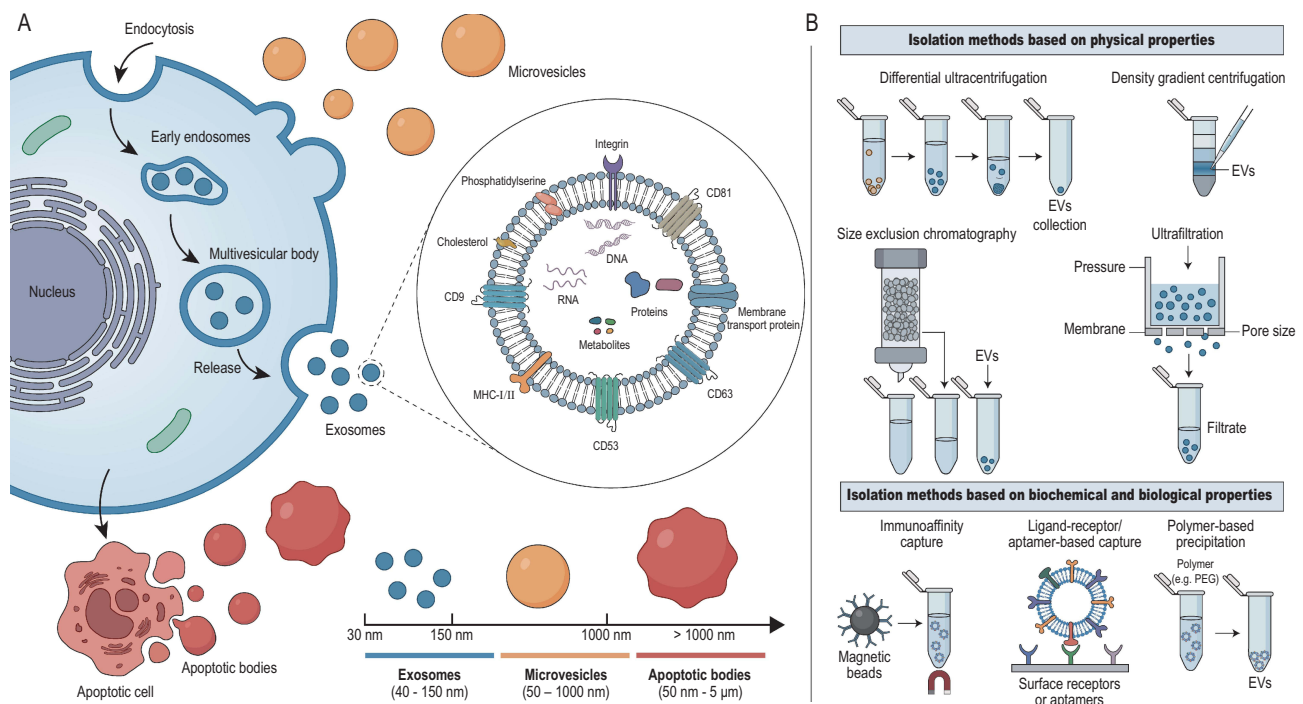 A
Endocytosis
Microvesicles
Early endosomes
Multivesicular body
Nucleus
Release
Exosomes
Integrin
Phosphatidylserine
CD81
Cholesterol
DNA
CD9
RNA
Proteins
Membrane
transport protein
Metabolites
MHC-I/II
CD63
CD53
Apoptotic bodies
Apoptotic cell
30 nm
150 nm
1000 nm
> 1000 nm
Exosomes
(40 - 150 nm)
Microvesicles
(50 – 1000 nm)
Apoptotic bodies
(50 nm - 5 µm)
B
Isolation methods based on physical properties
Differential ultracentrifugation
EVs
collection
Density gradient centrifugation
EVs
Size exclusion chromatography
EVs
Ultrafiltration
Pressure
Membrane
Pore size
Filtrate
Isolation methods based on biochemical and biological properties
Immunoaffinity
capture
Magnetic
beads
Ligand-receptor/
aptamer-based capture
Surface receptors
or aptamers
Polymer-based
precipitation
Polymer
(e.g. PEG)
EVs